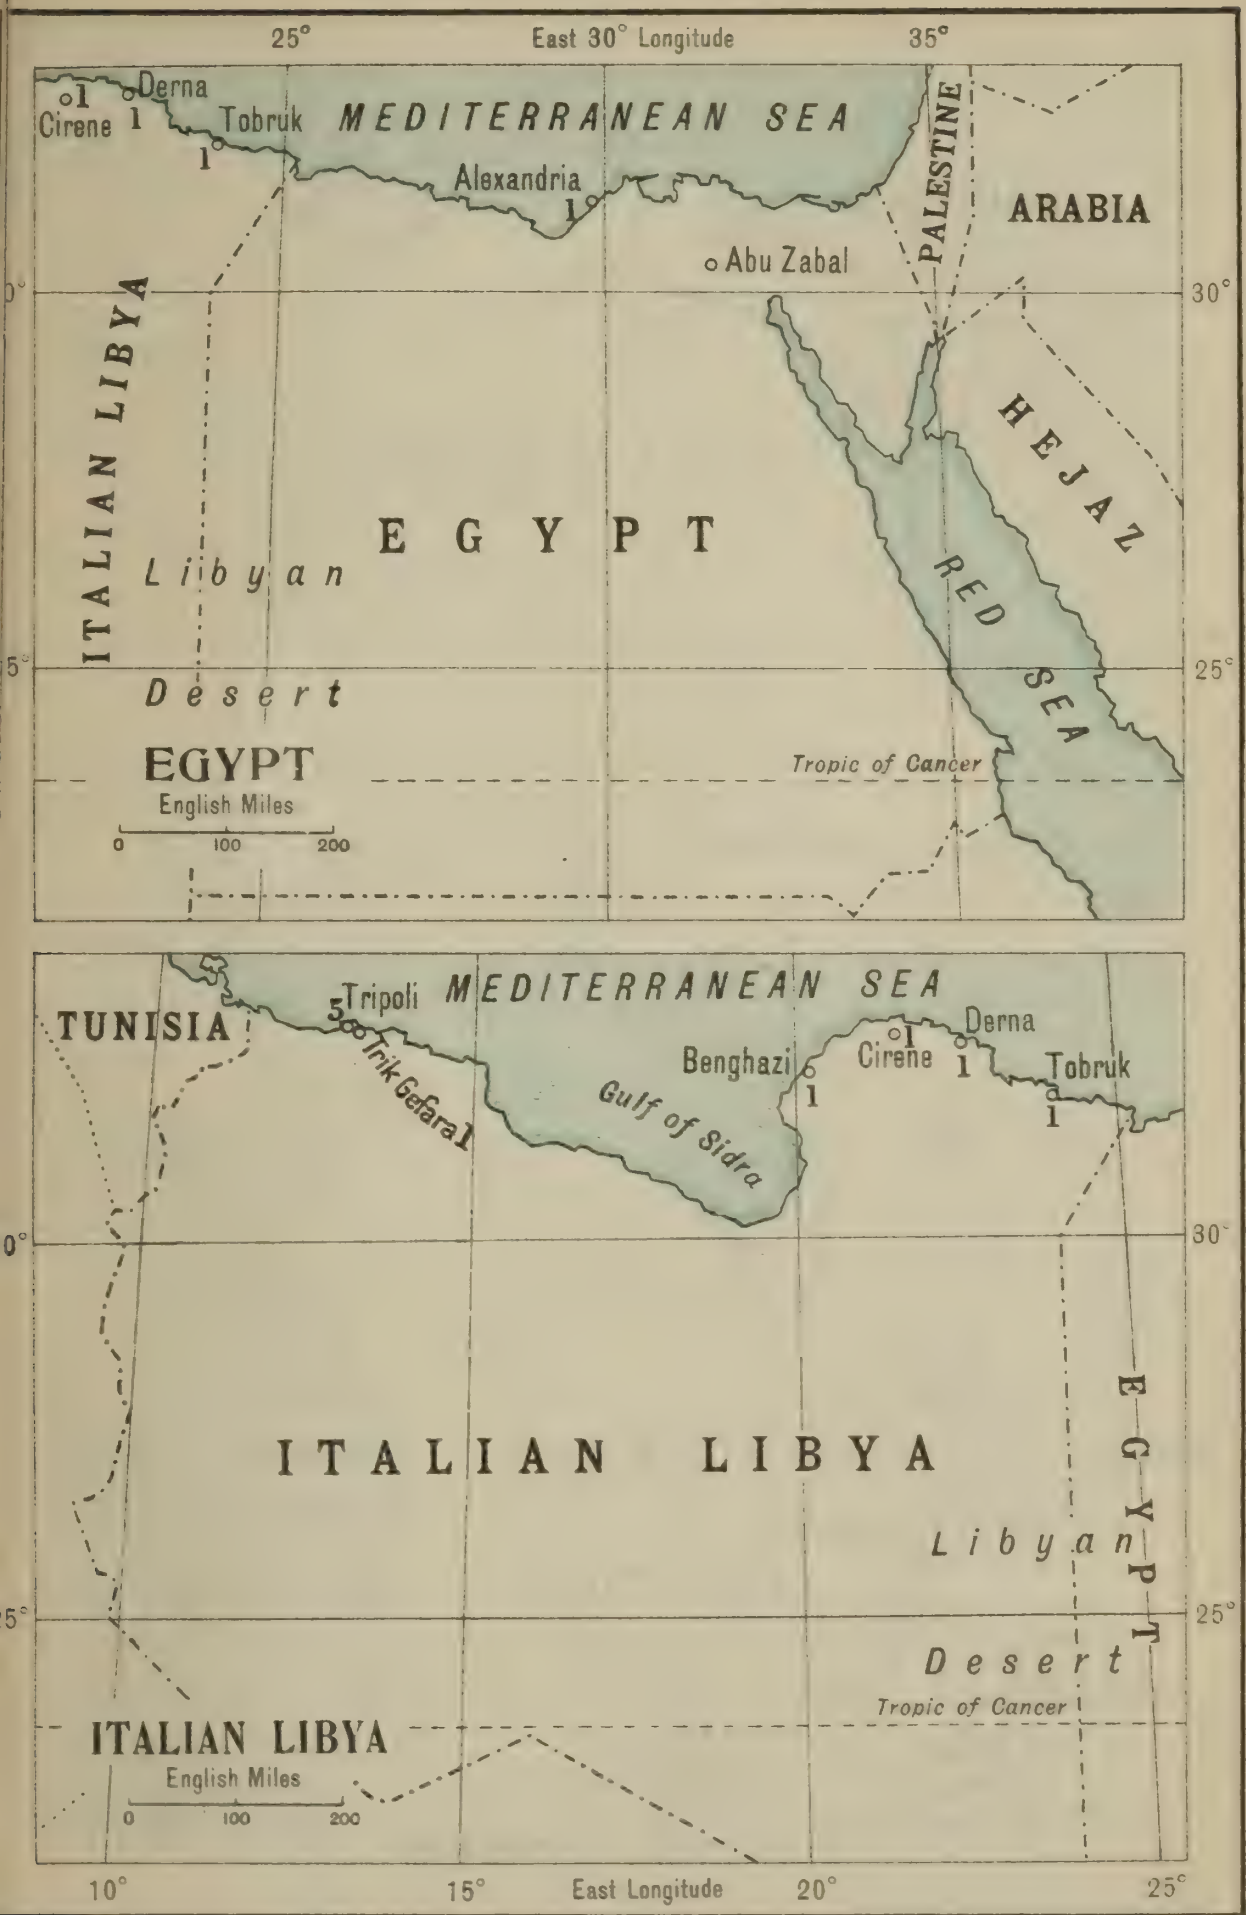 25° East 30° Longitude 35°
1 Derna
Cirene 1 Tobruk MEDITERRANEAN SEA
1
Alexandria
1
PALESTINE
ARABIA
Abu Zabal
0° 30°
ITALIAN LIBYA
HEJAZ
EGYPT
RED SEA
Libyan
5° 25°
Desert
EGYPT
Tropic of Cancer
English Miles
0 100 200
MEDITERRANEAN SEA
5 Tripoli
TUNISIA
Trik Gefara 1
Derna
1
Cirene
1
Benghazi
1
Tobruk
1
Gulf of Sidra
0° 30°
EGYPT
ITALIAN LIBYA
Libyan
5° 25°
Desert
Tropic of Cancer
ITALIAN LIBYA
English Miles
0 100 200
10° 15° East Longitude 20° 25°